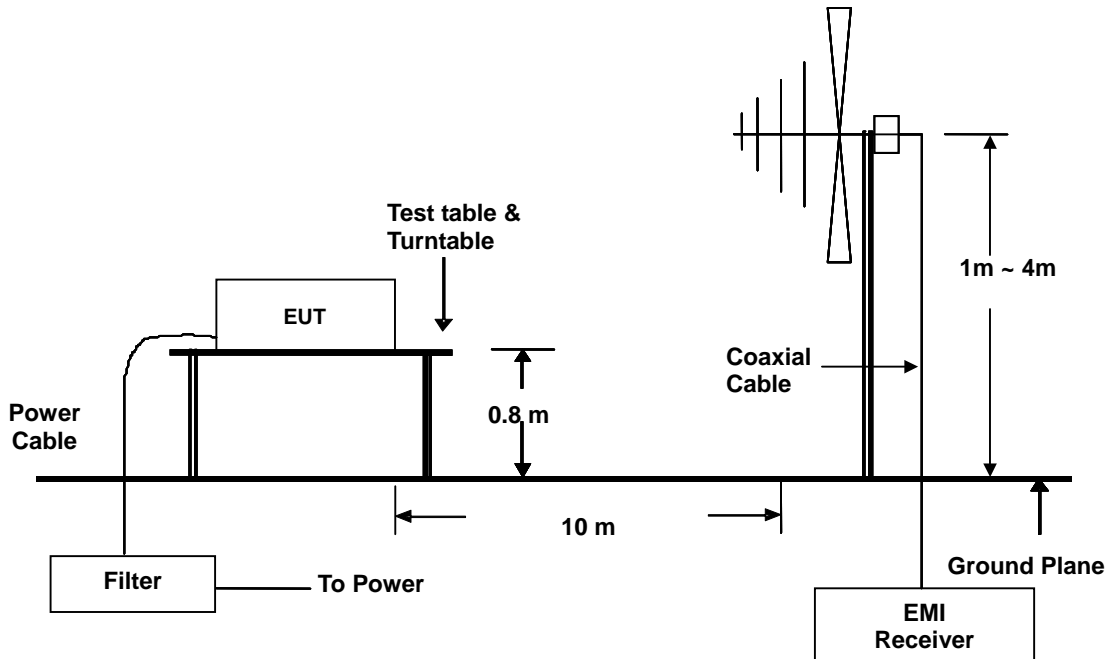 Test table &
Turntable
EUT
1m ~ 4m
Coaxial
Cable
0.8 m
Power
Cable
10 m
Filter
To Power
Ground Plane
EMI
Receiver